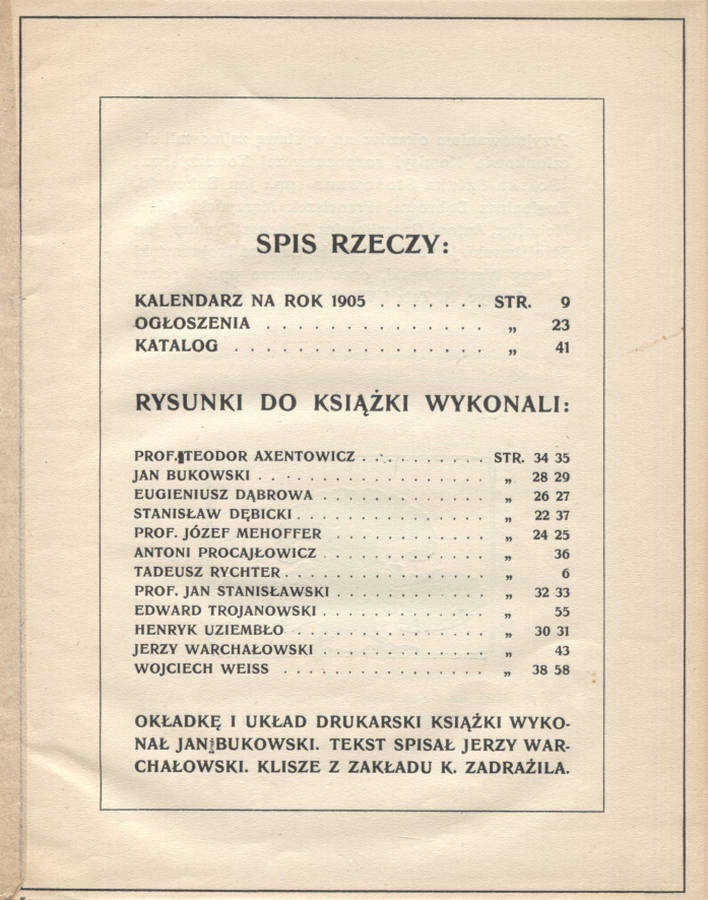 SPIS RZECZY:
KALENDARZ NA ROK 1905 . . . . . . . STR. 9
OGŁOSZENIA . . . . . . . . . . . . . . „ 23
KATALOG . . . . . . . . . . . . . . . . „ 41
RYSUNKI DO KSIĄŻKI WYKONALI:
PROF. TEODOR AXENTOWICZ . . . . . . . . . . STR. 34 35
JAN BUKOWSKI . . . . . . . . . . . . . . . . . . „ 28 29
EUGIENIUSZ DĄBROWA . . . . . . . . . . . . . „ 26 27
STANISŁAW DĘBICKI . . . . . . . . . . . . . . . „ 22 37
PROF. JÓZEF MEHOFFER . . . . . . . . . . . . „ 24 25
ANTONI PROCAJŁOWICZ . . . . . . . . . . . . . „ 36
TADEUSZ RYCHTER . . . . . . . . . . . . . . . . „ 6
PROF. JAN STANISŁAWSKI . . . . . . . . . . . . „ 32 33
EDWARD TROJANOWSKI . . . . . . . . . . . . . „ 55
HENRYK UZIEMBŁO . . . . . . . . . . . . . . . „ 30 31
JERZY WARCHAŁOWSKI . . . . . . . . . . . . . „ 43
WOJCIECH WEISS . . . . . . . . . . . . . . . . „ 38 58
OKŁADKĘ I UKŁAD DRUKARSKI KSIĄŻKI WYKO-
NAŁ JAN BUKOWSKI. TEKST SPISAŁ JERZY WAR-
CHAŁOWSKI. KLISZE Z ZAKŁADU K. ZADRAŻILA.